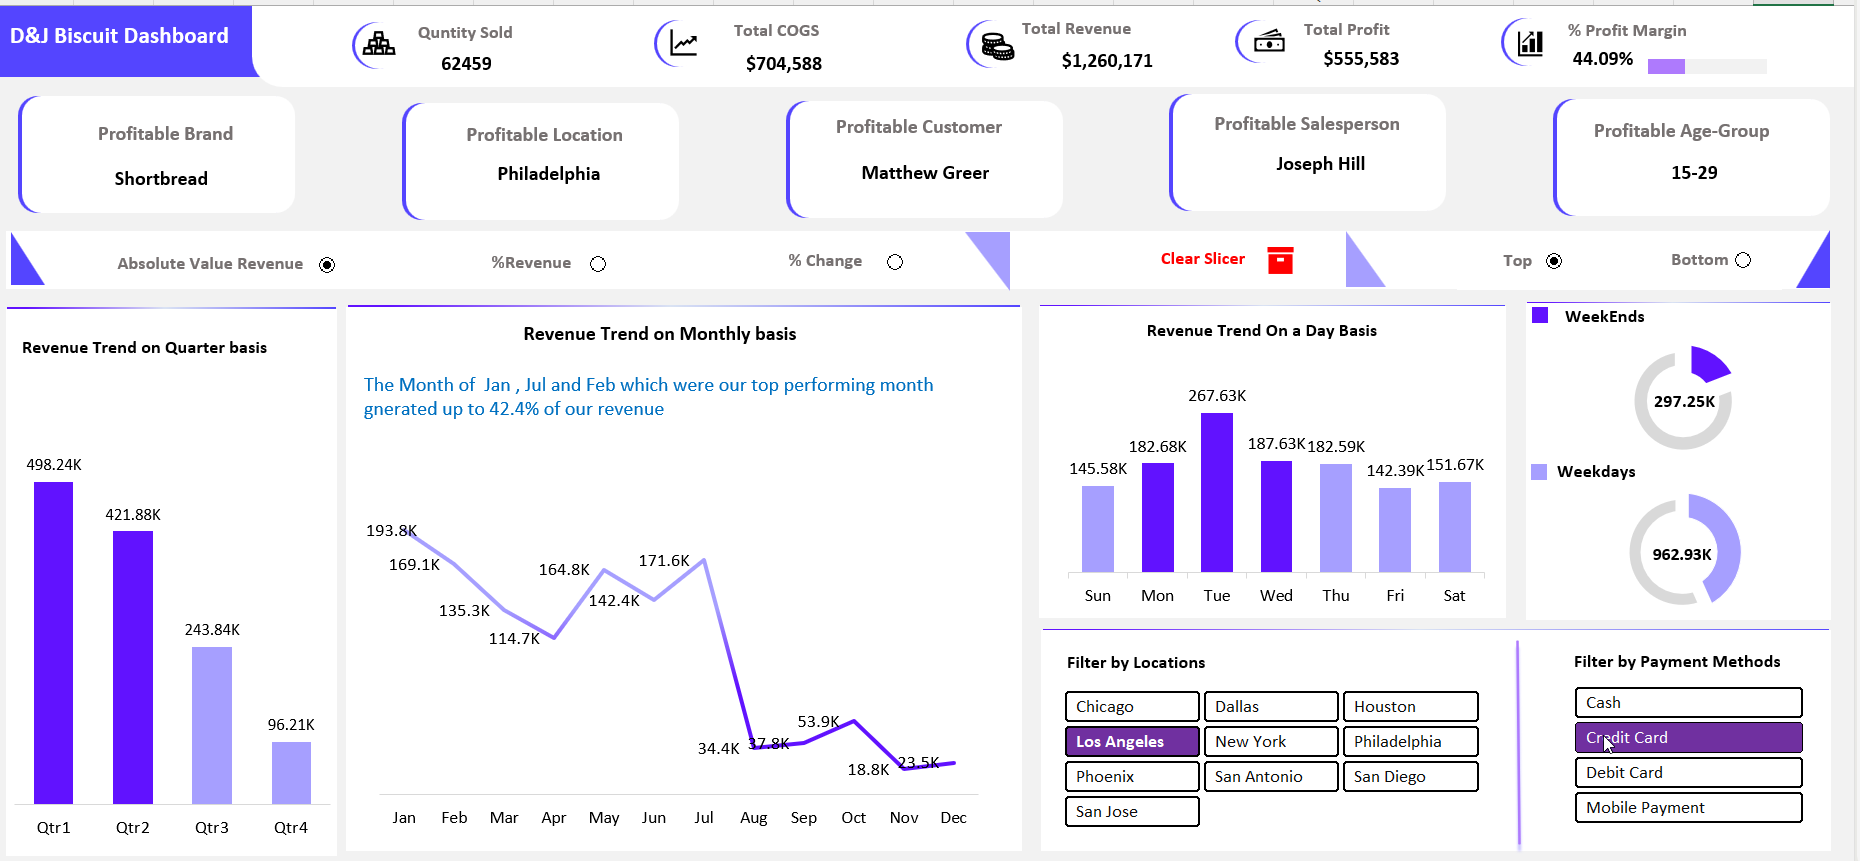 D&J Biscuit Dashboard
Quntity Sold
62459
Total COGS
$704,588
Total Revenue
$1,260,171
Total Profit
$555,583
% Profit Margin
44.09%
Profitable Brand
Shortbread
Profitable Location
Philadelphia
Profitable Customer
Matthew Greer
Profitable Salesperson
Joseph Hill
Profitable Age-Group
15-29
Absolute Value Revenue
%Revenue
% Change
Clear Slicer
Top
Bottom
Revenue Trend on Quarter basis
498.24K
421.88K
243.84K
96.21K
Qtr1 Qtr2 Qtr3 Qtr4
Revenue Trend on Monthly basis
The Month of  Jan , Jul and Feb which were our top performing month
gnerated up to 42.4% of our revenue
193.8K
169.1K
135.3K
114.7K
164.8K
142.4K
171.6K
34.4K
37.8K
53.9K
18.8K
23.5K
Jan Feb Mar Apr May Jun Jul Aug Sep Oct Nov Dec
Revenue Trend On a Day Basis
145.58K
182.68K
267.63K
187.63K
182.59K
142.39K
151.67K
Sun Mon Tue Wed Thu Fri Sat
WeekEnds
297.25K
Weekdays
962.93K
Filter by Locations
Chicago Dallas Houston
Los Angeles New York Philadelphia
Phoenix San Antonio San Diego
San Jose
Filter by Payment Methods
Cash
Credit Card
Debit Card
Mobile Payment